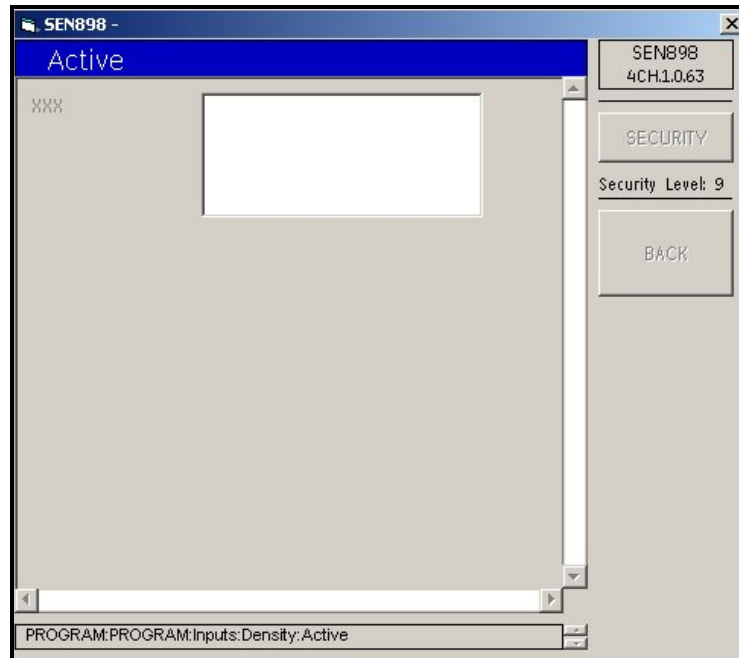 SEN898 -
Active
SEN898
4CH.1.0.63
XXX
SECURITY
Security Level: 9
BACK
PROGRAM:PROGRAM:Inputs:Density:Active